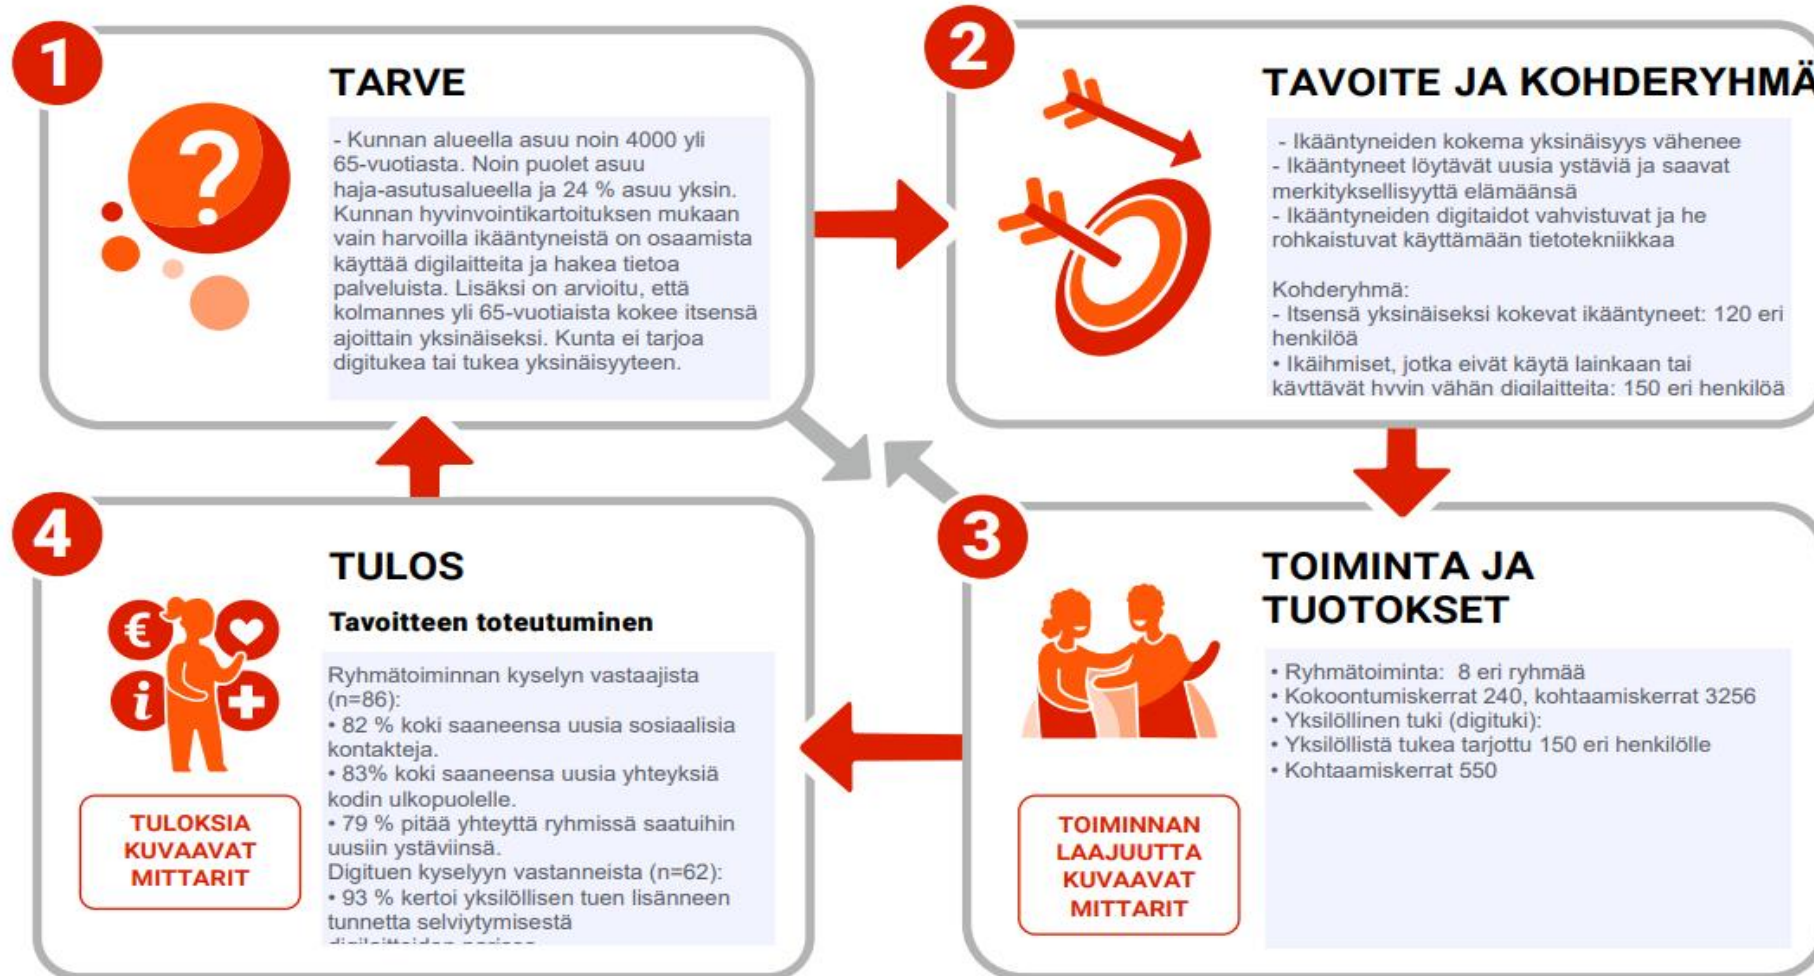 1
TARVE
?
- Kunnan alueella asuu noin 4000 yli
65-vuotiasta. Noin puolet asuu
haja-asutusalueella ja 24 % asuu yksin.
Kunnan hyvinvointikartoituksen mukaan
vain harvoilla ikääntyneistä on osaamista
käyttää digilaitteita ja hakea tietoa
palveluista. Lisäksi on arvioitu, että
kolmannes yli 65-vuotiaista kokee itsensä
ajoittain yksinäiseksi. Kunta ei tarjoa
digitukea tai tukea yksinäisyyteen.
2
TAVOITE JA KOHDERYHMÄ
- Ikääntyneiden kokema yksinäisyys vähenee
- Ikääntyneet löytävät uusia ystäviä ja saavat
merkityksellisyyttä elämäänsä
- Ikääntyneiden digitaidot vahvistuvat ja he
rohkaistuvat käyttämään tietotekniikkaa
Kohderyhmä:
- Itsensä yksinäiseksi kokevat ikääntyneet: 120 eri
henkilöä
• Ikäihmiset, jotka eivät käytä lainkaan tai
käyttävät hyvin vähän digilaitteita: 150 eri henkilöä
3
TOIMINTA JA
TUOTOKSET
• Ryhmätoiminta: 8 eri ryhmää
• Kokoontumiskerrat 240, kohtaamiskerrat 3256
• Yksilöllinen tuki (digituki):
• Yksilöllistä tukea tarjottu 150 eri henkilölle
• Kohtaamiskerrat 550
TOIMINNAN
LAAJUUTTA
KUVAAVAT
MITTARIT
4
TULOS
Tavoitteen toteutuminen
€
i
Ryhmätoiminnan kyselyn vastaajista
(n=86):
• 82 % koki saaneensa uusia sosiaalisia
kontakteja.
• 83% koki saaneensa uusia yhteyksiä
kodin ulkopuolelle.
• 79 % pitää yhteyttä ryhmissä saatuihin
uusiin ystäviinsä.
Digituen kyselyyn vastanneista (n=62):
• 93 % kertoi yksilöllisen tuen lisänneen
tunnetta selviytymisestä
TULOKSIA
KUVAAVAT
MITTARIT